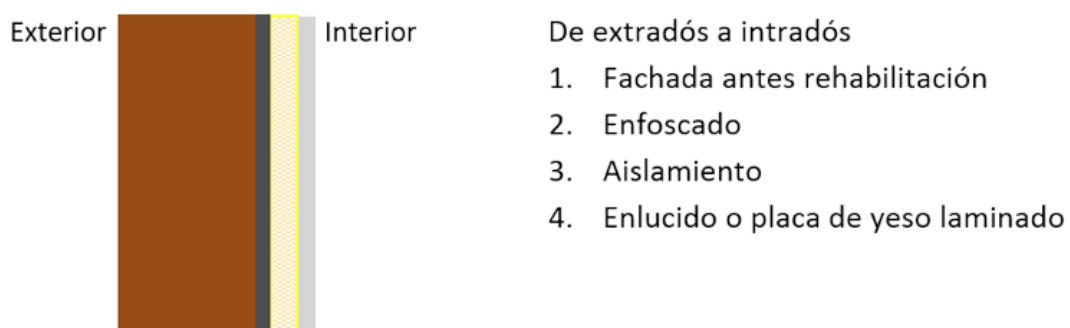 Exterior
Interior
De extradós a intradós
1. Fachada antes rehabilitación
2. Enfoscado
3. Aislamiento
4. Enlucido o placa de yeso laminado